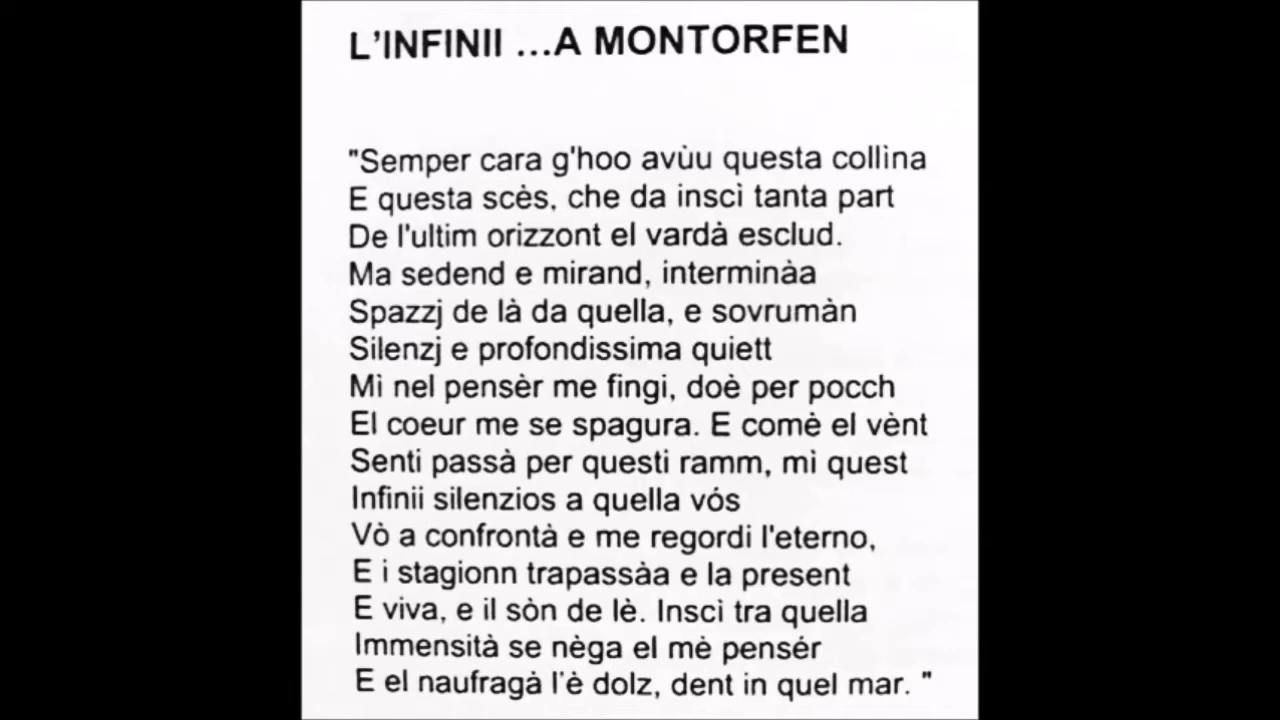 L'INFINII ...A MONTORFEN
"Semper cara g'hoo avùu questa collìna
E questa scès, che da inscì tanta part
De l'ultim orizzont el vardà esclud.
Ma sedend e mirand, interminàa
Spazzj de là da quella, e sovrumàn
Silenzj e profondissima quiett
Mì nel pensèr me fingi, doè per pocch
El coeur me se spagura. E comè el vènt
Senti passà per questi ramm, mì quest
Infinii silenzios a quella vós
Vò a confrontà e me regordi l'eterno,
E i stagionn trapassàa e la present
E viva, e il sòn de lè. Inscì tra quella
Immensità se nèga el mè pensér
E el naufragà l'è dolz, dent in quel mar. "